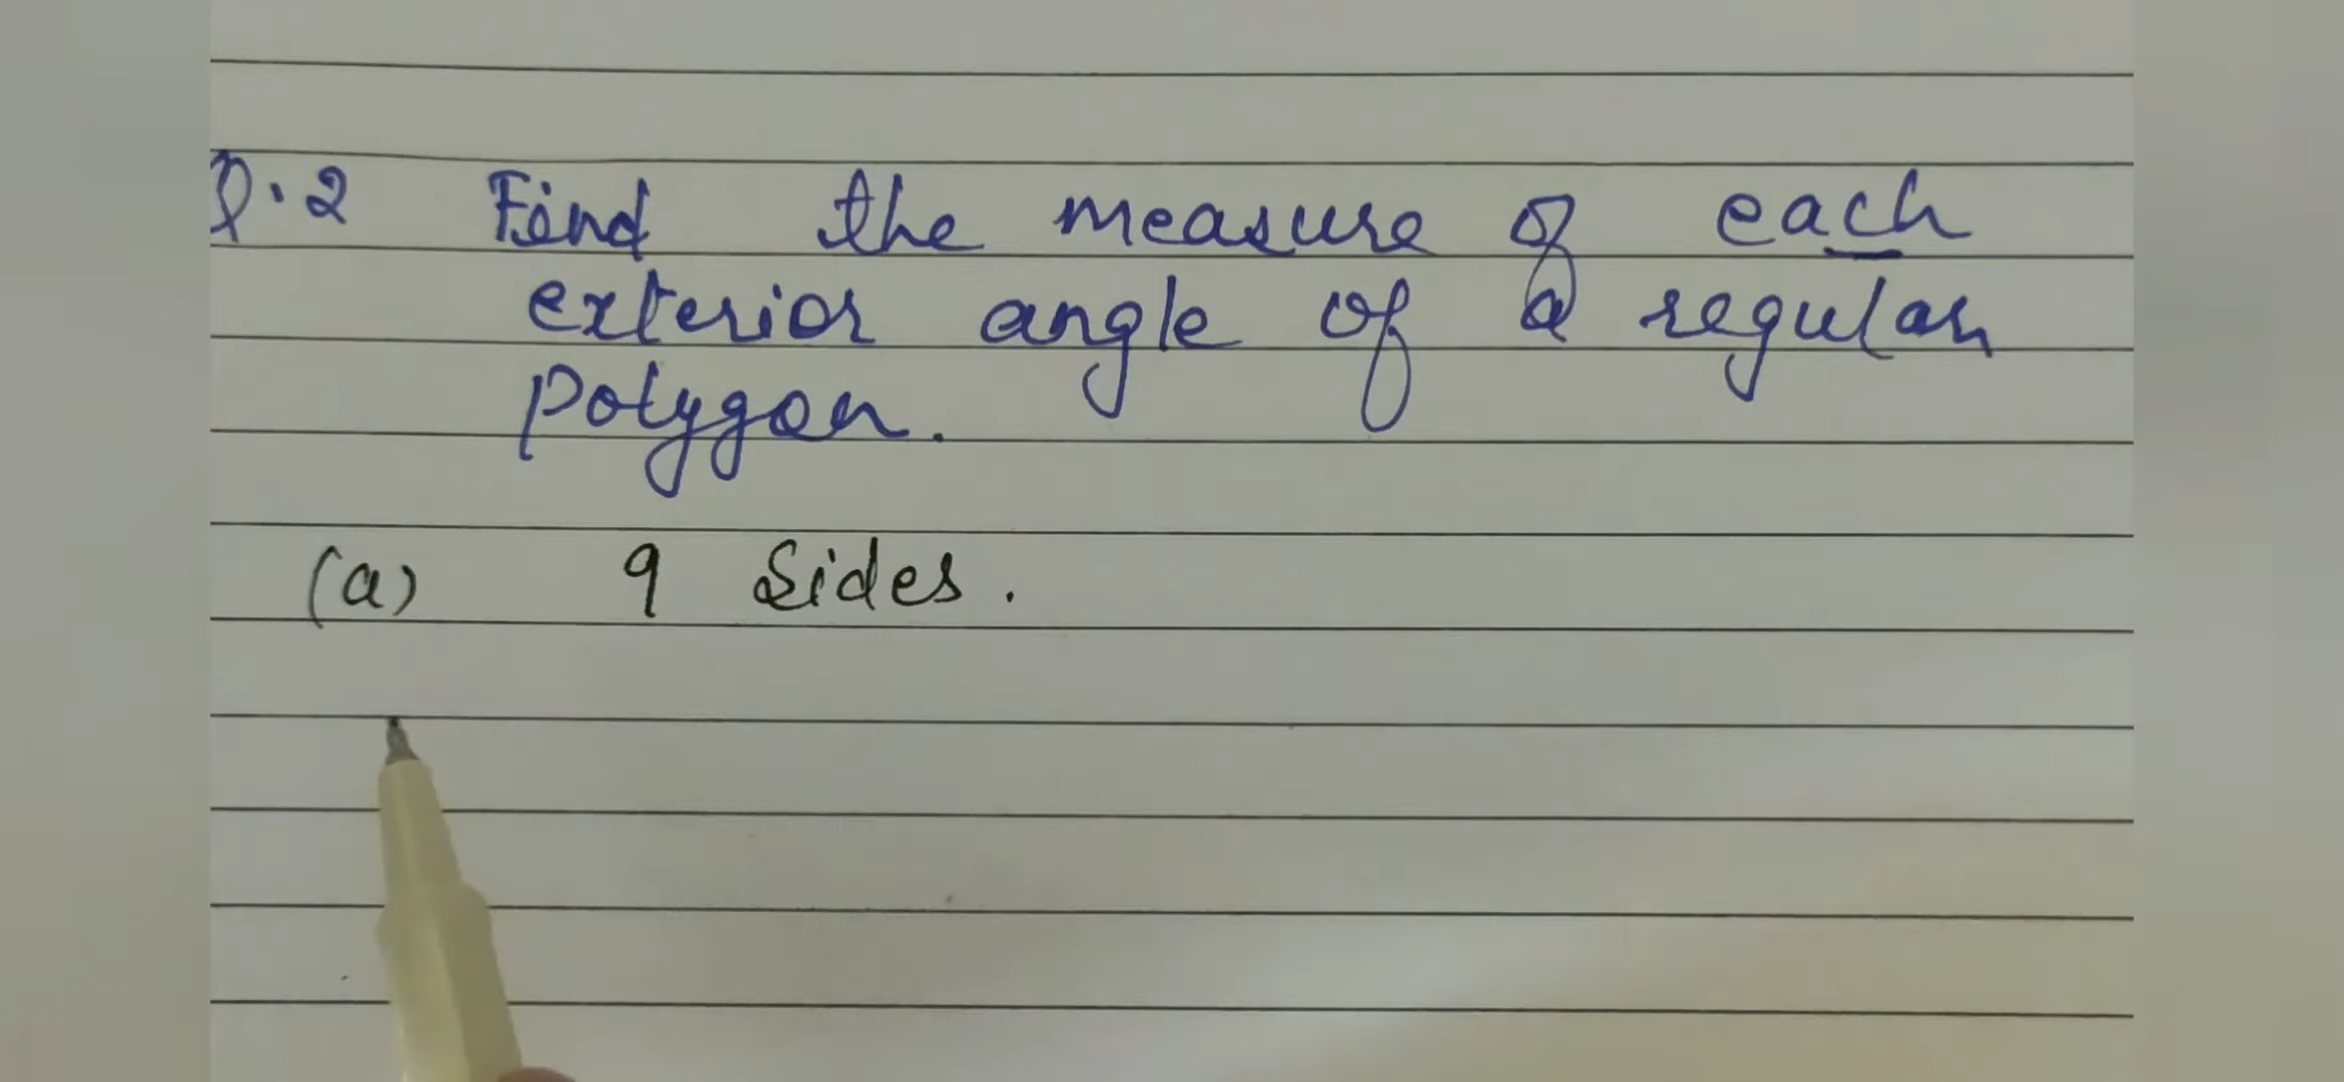 Q.2 Find the measure of each
exterior angle of a regular
polygon.
(a) 9 Sides.